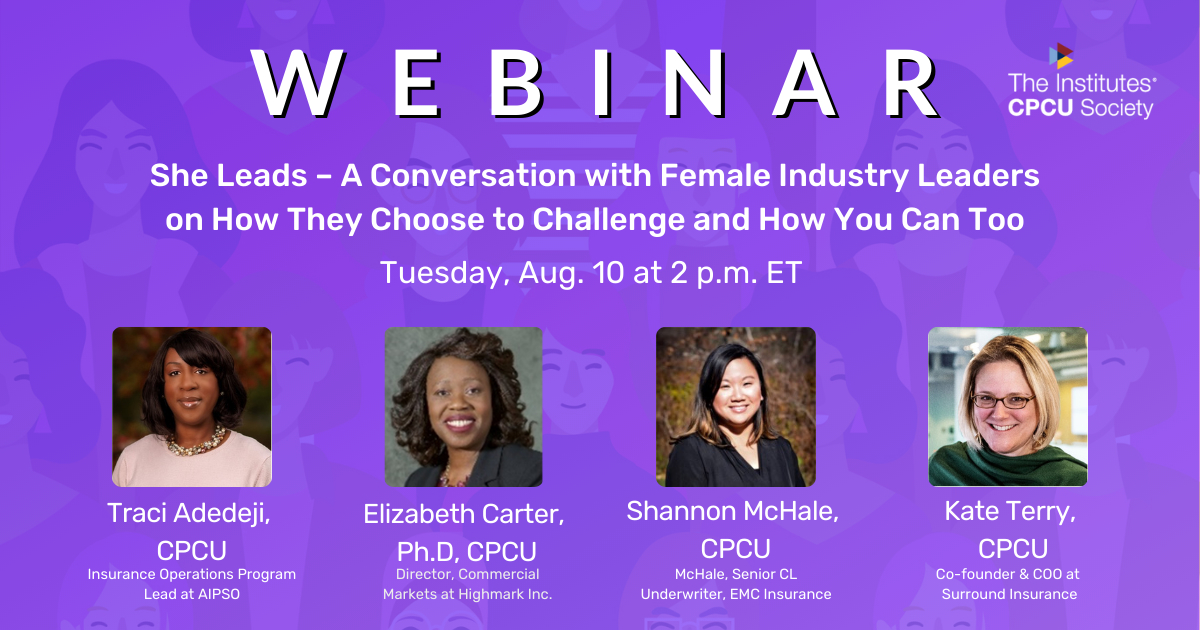 WEBINAR
The Institutes®
CPCU Society
She Leads – A Conversation with Female Industry Leaders
on How They Choose to Challenge and How You Can Too
Tuesday, Aug. 10 at 2 p.m. ET
Traci Adedeji,
CPCU
Insurance Operations Program
Lead at AIPSO
Elizabeth Carter,
Ph.D, CPCU
Director, Commercial
Markets at Highmark Inc.
Shannon McHale,
CPCU
McHale, Senior CL
Underwriter, EMC Insurance
Kate Terry,
CPCU
Co-founder & COO at
Surround Insurance